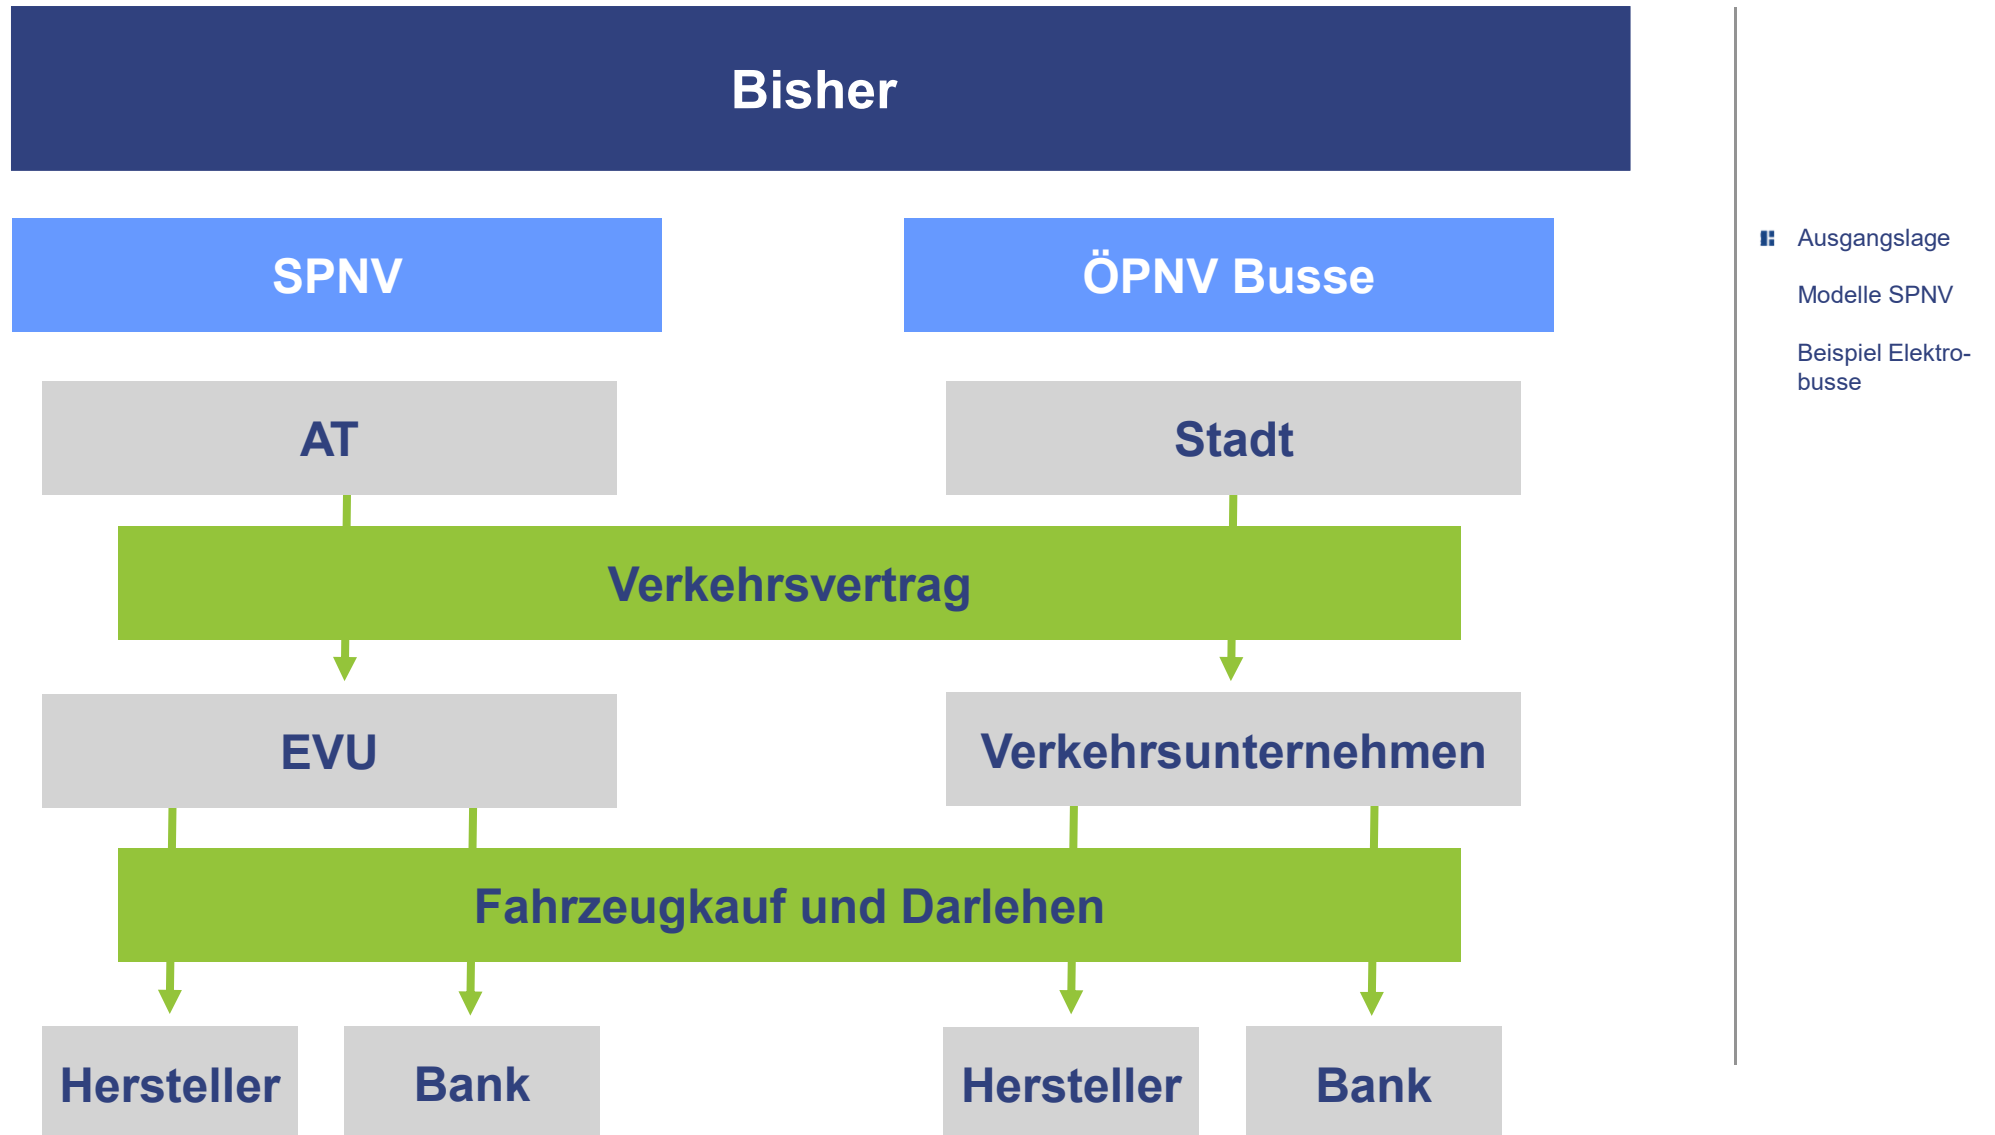 Bisher
SPNV
ÖPNV Busse
AT
Stadt
Verkehrsvertrag
EVU
Verkehrsunternehmen
Fahrzeugkauf und Darlehen
Hersteller
Bank
Hersteller
Bank
Ausgangslage
Modelle SPNV
Beispiel Elektro-
busse